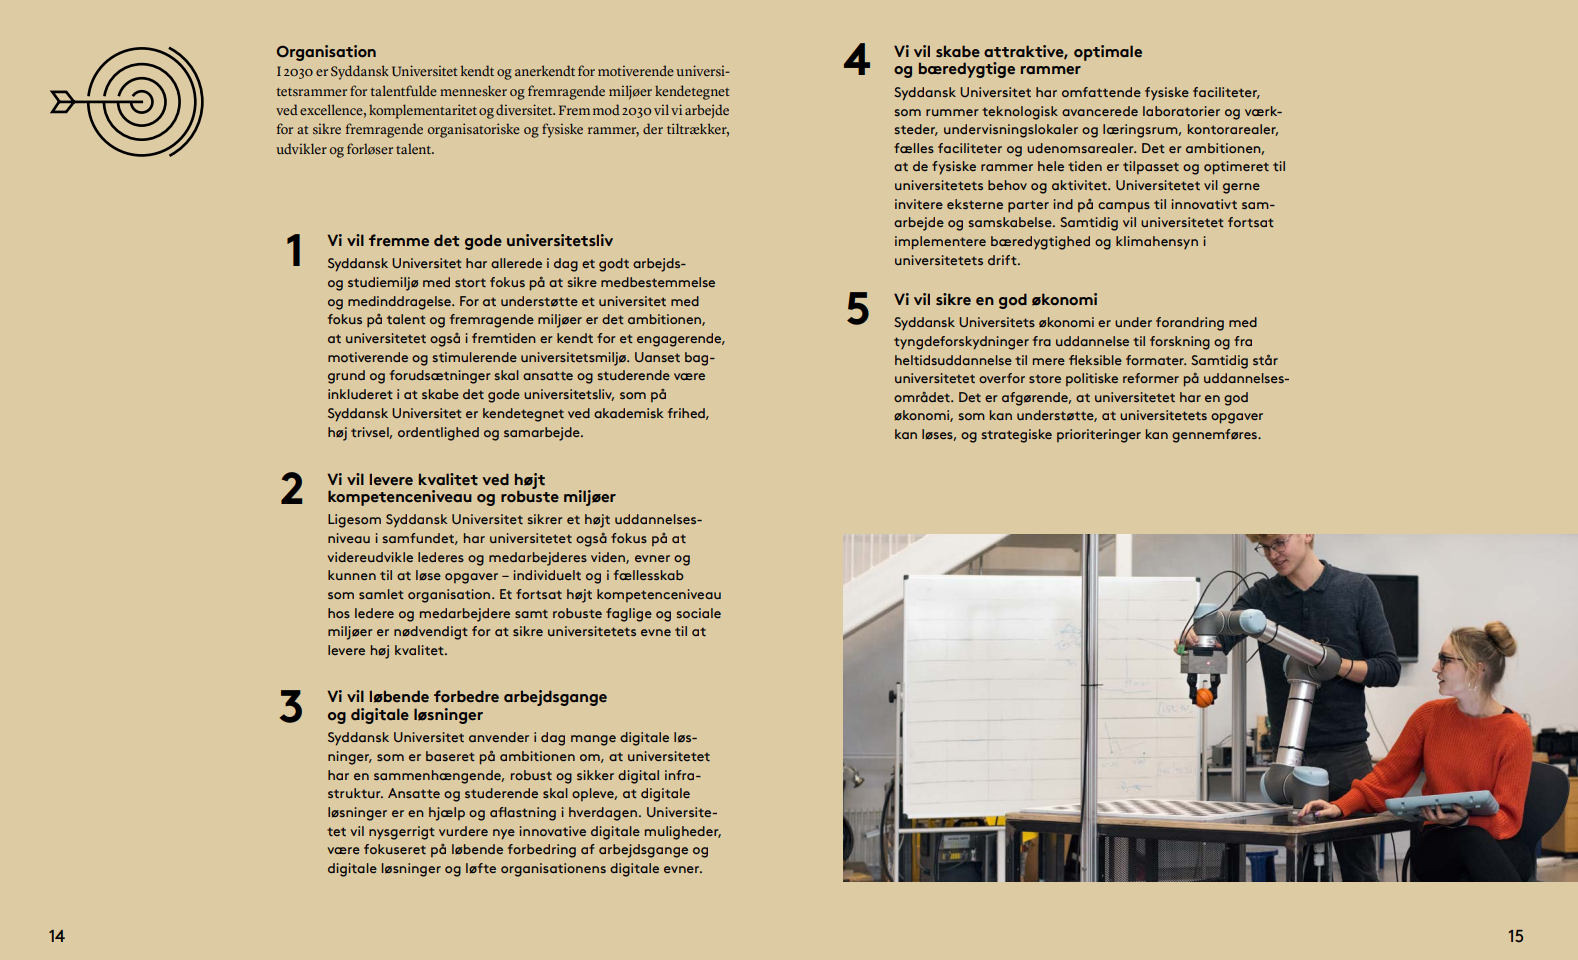 Organisation
I 2030 er Syddansk Universitet kendt og anerkendt for motiverende universi-
tetsrammer for talentfulde mennesker og fremragende miljøer kendetegnet
ved excellence, komplementaritet og diversitet. Frem mod 2030 vil vi arbejde
for at sikre fremragende organisatoriske og fysiske rammer, der tiltrækker,
udvikler og forløser talent.
1
Vi vil fremme det gode universitetsliv
Syddansk Universitet har allerede i dag et godt arbejds-
og studiemiljø med stort fokus på at sikre medbestemmelse
og medinddragelse. For at understøtte et universitet med
fokus på talent og fremragende miljøer er det ambitionen,
at universitetet også i fremtiden er kendt for et engagerende,
motiverende og stimulerende universitetsmiljø. Uanset bag-
grund og forudsætninger skal ansatte og studerende være
inkluderet i at skabe det gode universitetsliv, som på
Syddansk Universitet er kendetegnet ved akademisk frihed,
høj trivsel, ordentlighed og samarbejde.
2
Vi vil levere kvalitet ved højt
kompetenceniveau og robuste miljøer
Ligesom Syddansk Universitet sikrer et højt uddannelses-
niveau i samfundet, har universitetet også fokus på at
videreudvikle lederes og medarbejderes viden, evner og
kunnen til at løse opgaver – individuelt og i fællesskab
som samlet organisation. Et fortsat højt kompetenceniveau
hos ledere og medarbejdere samt robuste faglige og sociale
miljøer er nødvendigt for at sikre universitetets evne til at
levere høj kvalitet.
3
Vi vil løbende forbedre arbejdsgange
og digitale løsninger
Syddansk Universitet anvender i dag mange digitale løs-
ninger, som er baseret på ambitionen om, at universitetet
har en sammenhængende, robust og sikker digital infra-
struktur. Ansatte og studerende skal opleve, at digitale
løsninger er en hjælp og aflastning i hverdagen. Universite-
tet vil nysgerrigt vurdere nye innovative digitale muligheder,
være fokuseret på løbende forbedring af arbejdsgange og
digitale løsninger og løfte organisationens digitale evner.
14
4
Vi vil skabe attraktive, optimale
og bæredygtige rammer
Syddansk Universitet har omfattende fysiske faciliteter,
som rummer teknologisk avancerede laboratorier og værk-
steder, undervisningslokaler og læringsrum, kontorarealer,
fælles faciliteter og udenomsarealer. Det er ambitionen,
at de fysiske rammer hele tiden er tilpasset og optimeret til
universitetets behov og aktivitet. Universitetet vil gerne
invitere eksterne parter ind på campus til innovativt sam-
arbejde og samskabelse. Samtidig vil universitetet fortsat
implementere bæredygtighed og klimahensyn i
universitetets drift.
5
Vi vil sikre en god økonomi
Syddansk Universitets økonomi er under forandring med
tyngdeforskydninger fra uddannelse til forskning og fra
heltidsuddannelse til mere fleksible formater. Samtidig står
universitetet overfor store politiske reformer på uddannelses-
området. Det er afgørende, at universitetet har en god
økonomi, som kan understøtte, at universitetets opgaver
kan løses, og strategiske prioriteringer kan gennemføres.
15